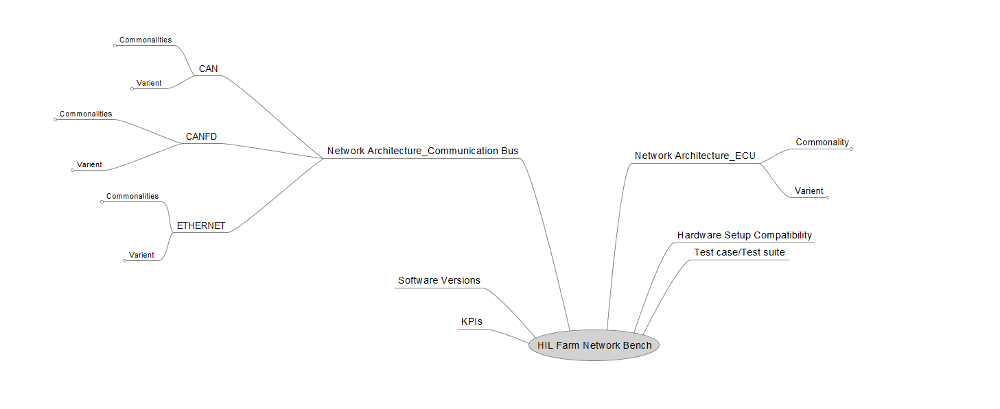 Commonalities
CAN
Varient
Commonalities
CANFD
Varient
Commonalities
ETHERNET
Varient
Network Architecture_Communication Bus
Software Versions
KPIs
HIL Farm Network Bench
Network Architecture_ECU
Commonality
Varient
Hardware Setup Compatibility
Test case/Test suite